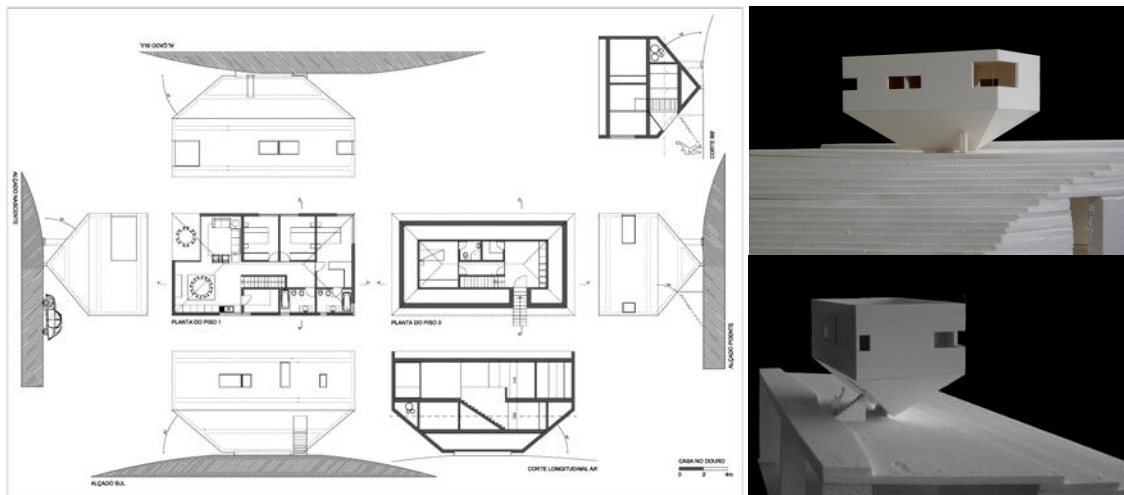 ALÇADO SUL
CORTE BB'
ALÇADO NASCENTE
PLANTA DO PISO 1
PLANTA DO PISO 0
ALÇADO POENTE
ALÇADO SUL
CORTE LONGITUDINAL AA'
CASA NO DOURO
0 2 4m